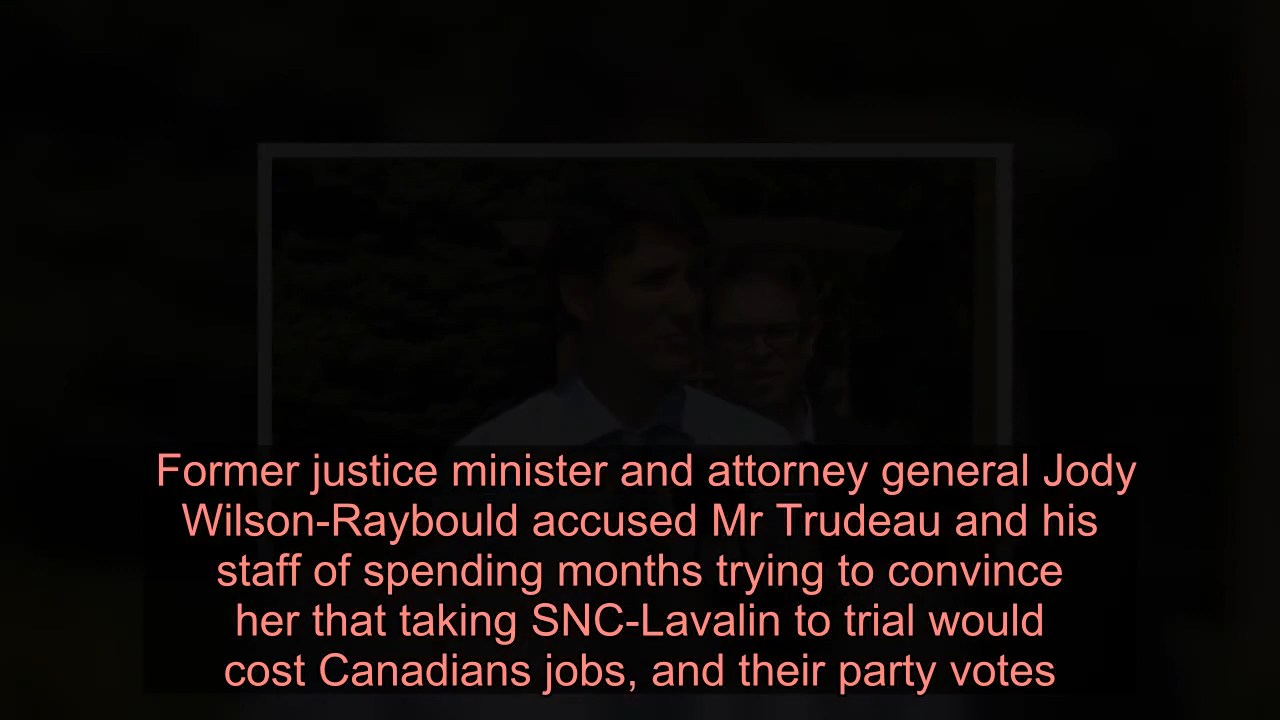 Former justice minister and attorney general Jody
Wilson-Raybould accused Mr Trudeau and his
staff of spending months trying to convince
her that taking SNC-Lavalin to trial would
cost Canadians jobs, and their party votes